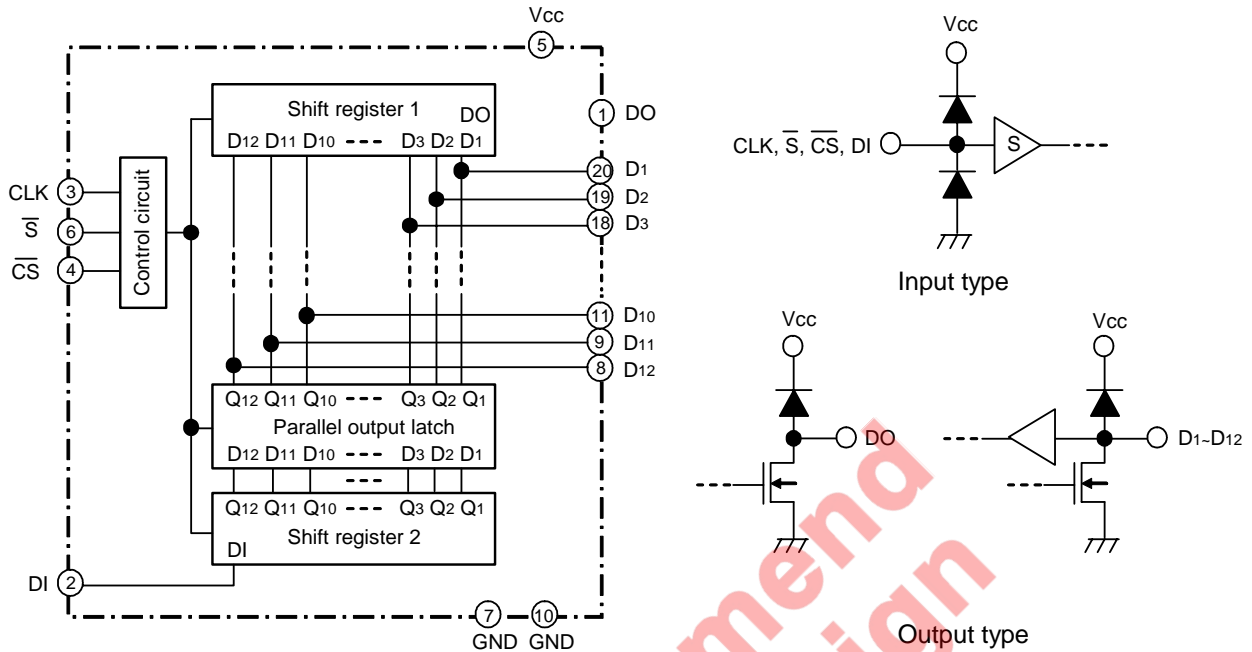 Vcc
5
Shift register 1
DO
D12 D11 D10 D3 D2 D1
1 DO
20 D1
19 D2
18 D3
CLK 3
S̅ 6
C̅S̅ 4
Control circuit
11 D10
9 D11
8 D12
Q12 Q11 Q10 Q3 Q2 Q1
Parallel output latch
D12 D11 D10 D3 D2 D1
Q12 Q11 Q10 Q3 Q2 Q1
DI
Shift register 2
DI 2
7 10
GND GND
Vcc
CLK, S̅, C̅S̅, DI
S
Input type
Vcc
DO
Vcc
D1~D12
Output type
mend
ign